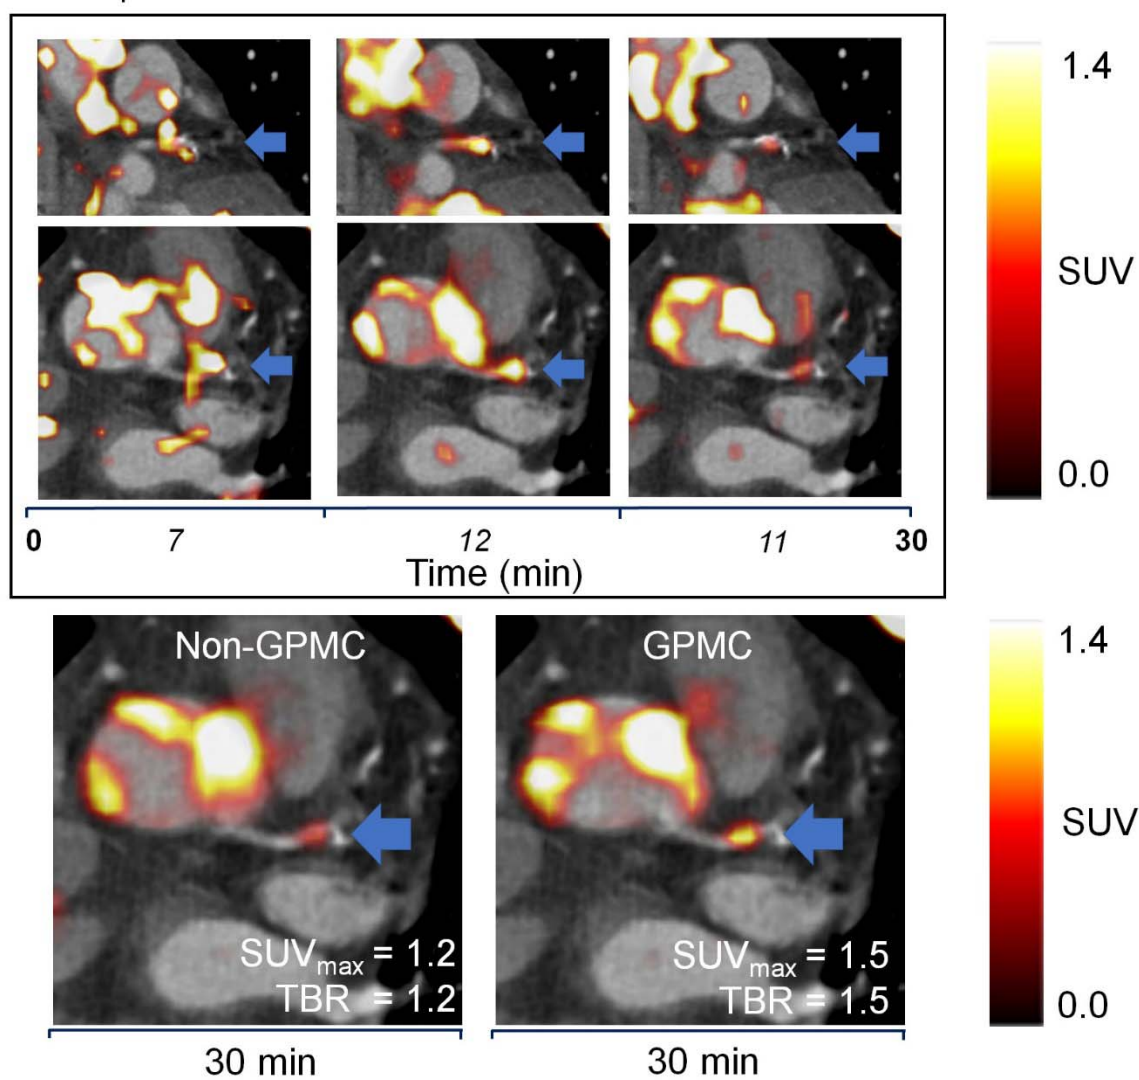 1.4
SUV
0.0
0 7 12 11 30
Time (min)
Non-GPMC
GPMC
1.4
SUV
0.0
SUVmax = 1.2
TBR = 1.2
SUVmax = 1.5
TBR = 1.5
30 min
30 min